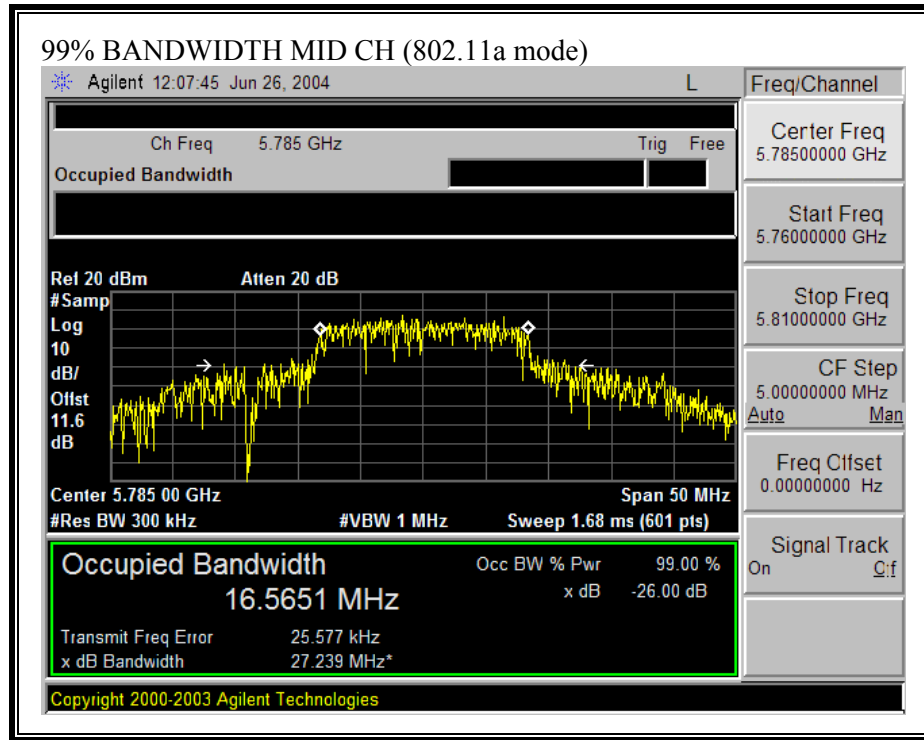 99% BANDWIDTH MID CH (802.11a mode)
Agilent 12:07:45 Jun 26, 2004 L
Freq/Channel
Ch Freq 5.785 GHz Trig Free
Occupied Bandwidth
Center Freq
5.78500000 GHz
Start Freq
5.76000000 GHz
Stop Freq
5.81000000 GHz
CF Step
5.00000000 MHz
Auto Man
Freq Offset
0.00000000 Hz
Signal Track
On Off
Ref 20 dBm Atten 20 dB
#Samp
Log
10
dB/
Offst
11.6
dB
Center 5.785 00 GHz Span 50 MHz
#Res BW 300 kHz #VBW 1 MHz Sweep 1.68 ms (601 pts)
Occupied Bandwidth
16.5651 MHz
Occ BW % Pwr 99.00 %
x dB -26.00 dB
Transmit Freq Error 25.577 kHz
x dB Bandwidth 27.239 MHz*
Copyright 2000-2003 Agilent Technologies